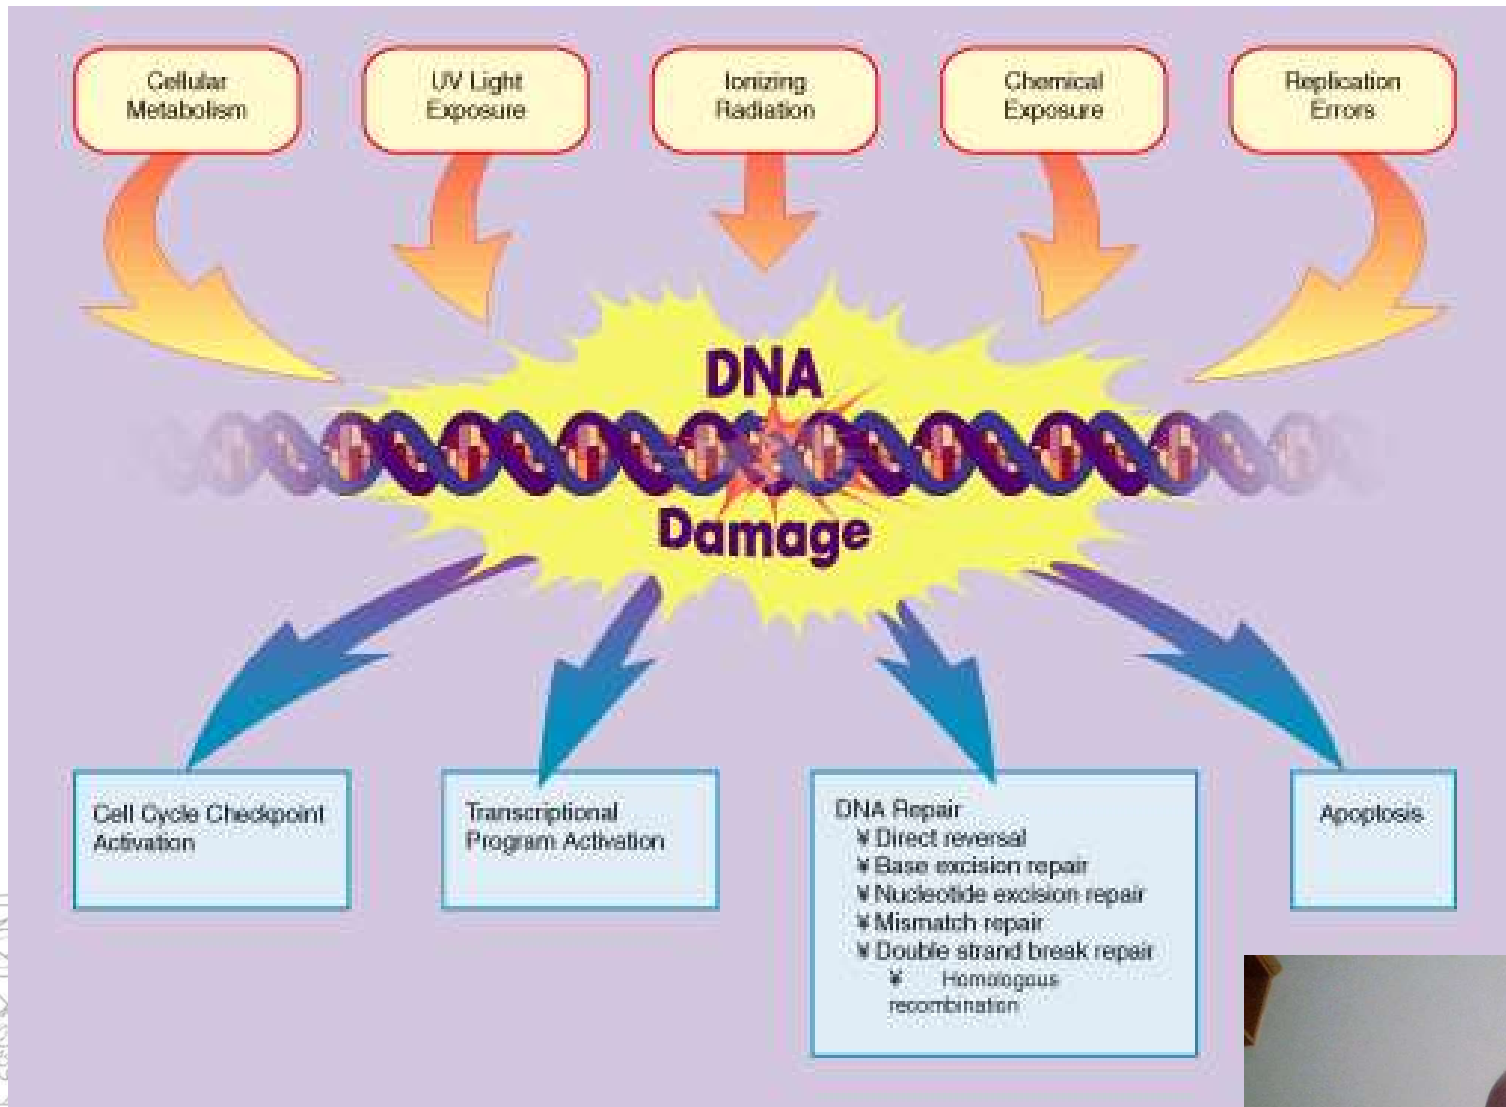 Cellular
Metabolism
UV Light
Exposure
Ionizing
Radiation
Chemical
Exposure
Replication
Errors
DNA
Damage
Cell Cycle Checkpoint
Activation
Transcriptional
Program Activation
DNA Repair
¥ Direct reversal
¥ Base excision repair
¥ Nucleotide excision repair
¥ Mismatch repair
¥ Double strand break repair
¥ Homologous
recombination
Apoptosis